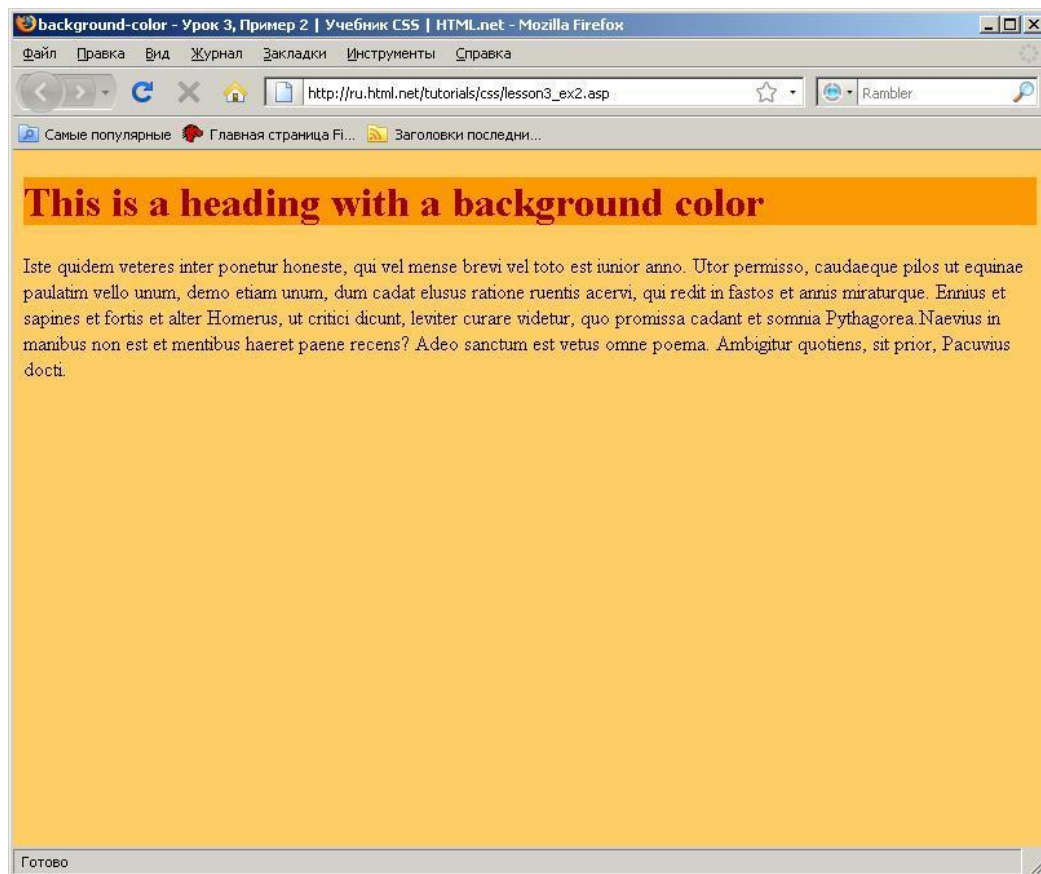 background-color - Урок 3, Пример 2 | Учебник CSS | HTML.net - Mozilla Firefox
Файл Правка Вид Журнал Закладки Инструменты Справка
http://ru.html.net/tutorials/css/lesson3_ex2.asp Rambler
Самые популярные Главная страница Fi... Заголовки последни...
This is a heading with a background color
Iste quidem veteres inter ponetur honeste, qui vel mense brevi vel toto est iunior anno. Utor permisso, caudaeque pilos ut equinae
paulatim vello unum, demo etiam unum, dum cadat elusus ratione ruentis acervi, qui redit in fastos et annis miraturque. Ennius et
sapines et fortis et alter Homerus, ut critici dicunt, leviter curare videtur, quo promissa cadant et somnia Pythagorea.Naevius in
manibus non est et mentibus haeret paene recens? Adeo sanctum est vetus omne poema. Ambigitur quotiens, sit prior, Pacuvius
docti.
Готово